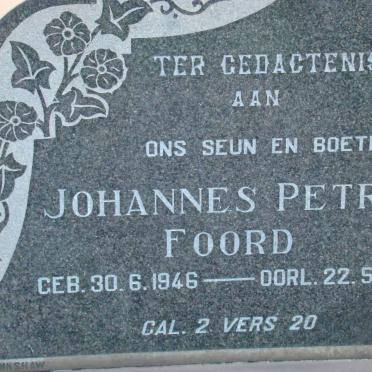 TER GEDACTENIS
AAN
ONS SEUN EN BOETI
JOHANNES PETR
FOORD
GEB. 30.6.1946 — OORL. 22.5
GAL. 2 VERS 20